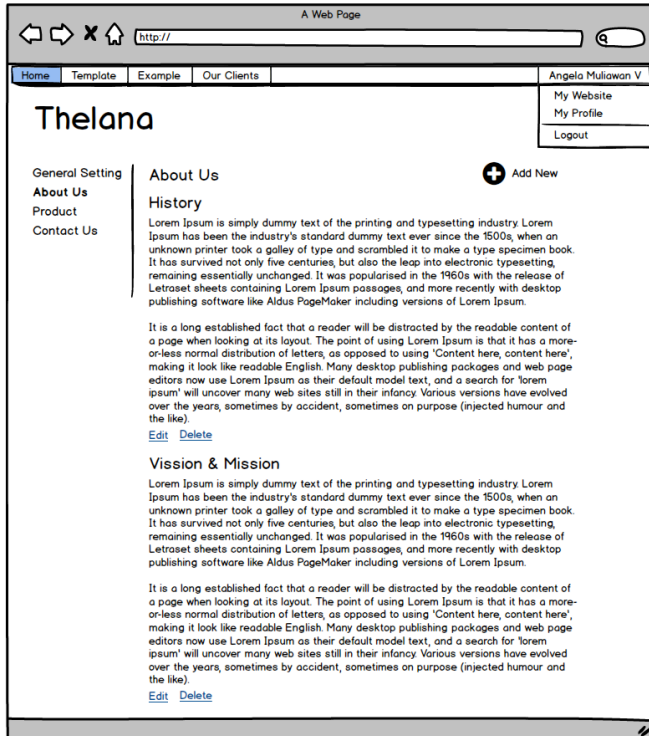 A Web Page
http://
Home Template Example Our Clients Angela Muliawan V
My Website
My Profile
Logout
Thelana
General Setting
About Us
Product
Contact Us
About Us
Add New
History
Lorem Ipsum is simply dummy text of the printing and typesetting industry. Lorem
Ipsum has been the industry's standard dummy text ever since the 1500s, when an
unknown printer took a galley of type and scrambled it to make a type specimen book.
It has survived not only five centuries, but also the leap into electronic typesetting,
remaining essentially unchanged. It was popularised in the 1960s with the release of
Letraset sheets containing Lorem Ipsum passages, and more recently with desktop
publishing software like Aldus PageMaker including versions of Lorem Ipsum.
It is a long established fact that a reader will be distracted by the readable content of
a page when looking at its layout. The point of using Lorem Ipsum is that it has a more-
or-less normal distribution of letters, as opposed to using 'Content here, content here',
making it look like readable English. Many desktop publishing packages and web page
editors now use Lorem Ipsum as their default model text, and a search for 'lorem
ipsum' will uncover many web sites still in their infancy. Various versions have evolved
over the years, sometimes by accident, sometimes on purpose (injected humour and
the like).
Edit Delete
Vission & Mission
Lorem Ipsum is simply dummy text of the printing and typesetting industry. Lorem
Ipsum has been the industry's standard dummy text ever since the 1500s, when an
unknown printer took a galley of type and scrambled it to make a type specimen book.
It has survived not only five centuries, but also the leap into electronic typesetting,
remaining essentially unchanged. It was popularised in the 1960s with the release of
Letraset sheets containing Lorem Ipsum passages, and more recently with desktop
publishing software like Aldus PageMaker including versions of Lorem Ipsum.
It is a long established fact that a reader will be distracted by the readable content of
a page when looking at its layout. The point of using Lorem Ipsum is that it has a more-
or-less normal distribution of letters, as opposed to using 'Content here, content here',
making it look like readable English. Many desktop publishing packages and web page
editors now use Lorem Ipsum as their default model text, and a search for 'lorem
ipsum' will uncover many web sites still in their infancy. Various versions have evolved
over the years, sometimes by accident, sometimes on purpose (injected humour and
the like).
Edit Delete